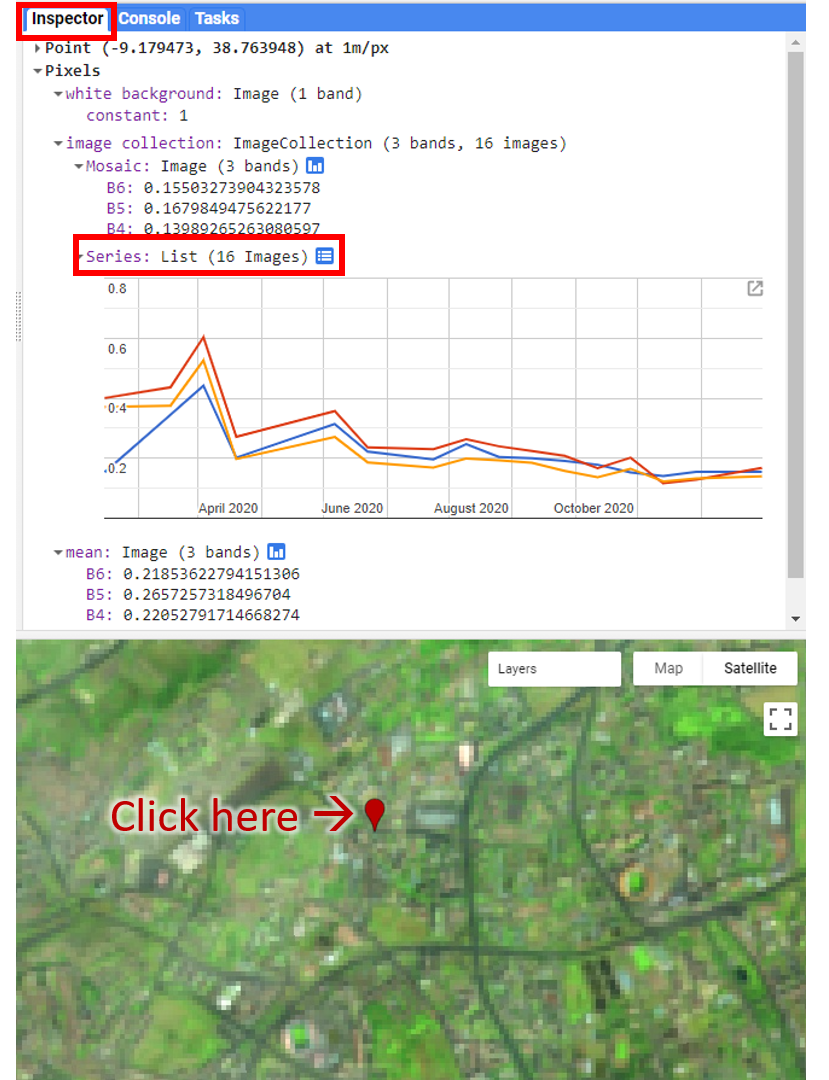 Inspector Console Tasks
Point (-9.179473, 38.763948) at 1m/px
Pixels
white background: Image (1 band)
constant: 1
image collection: ImageCollection (3 bands, 16 images)
Mosaic: Image (3 bands)
B6: 0.15503273904323578
B5: 0.1679849475622177
B4: 0.13989265263080597
Series: List (16 Images)
0.8
0.6
0.4
0.2
April 2020 June 2020 August 2020 October 2020
mean: Image (3 bands)
B6: 0.21853622794151306
B5: 0.2657257318496704
B4: 0.22052791714668274
Layers Map Satellite
Click here →